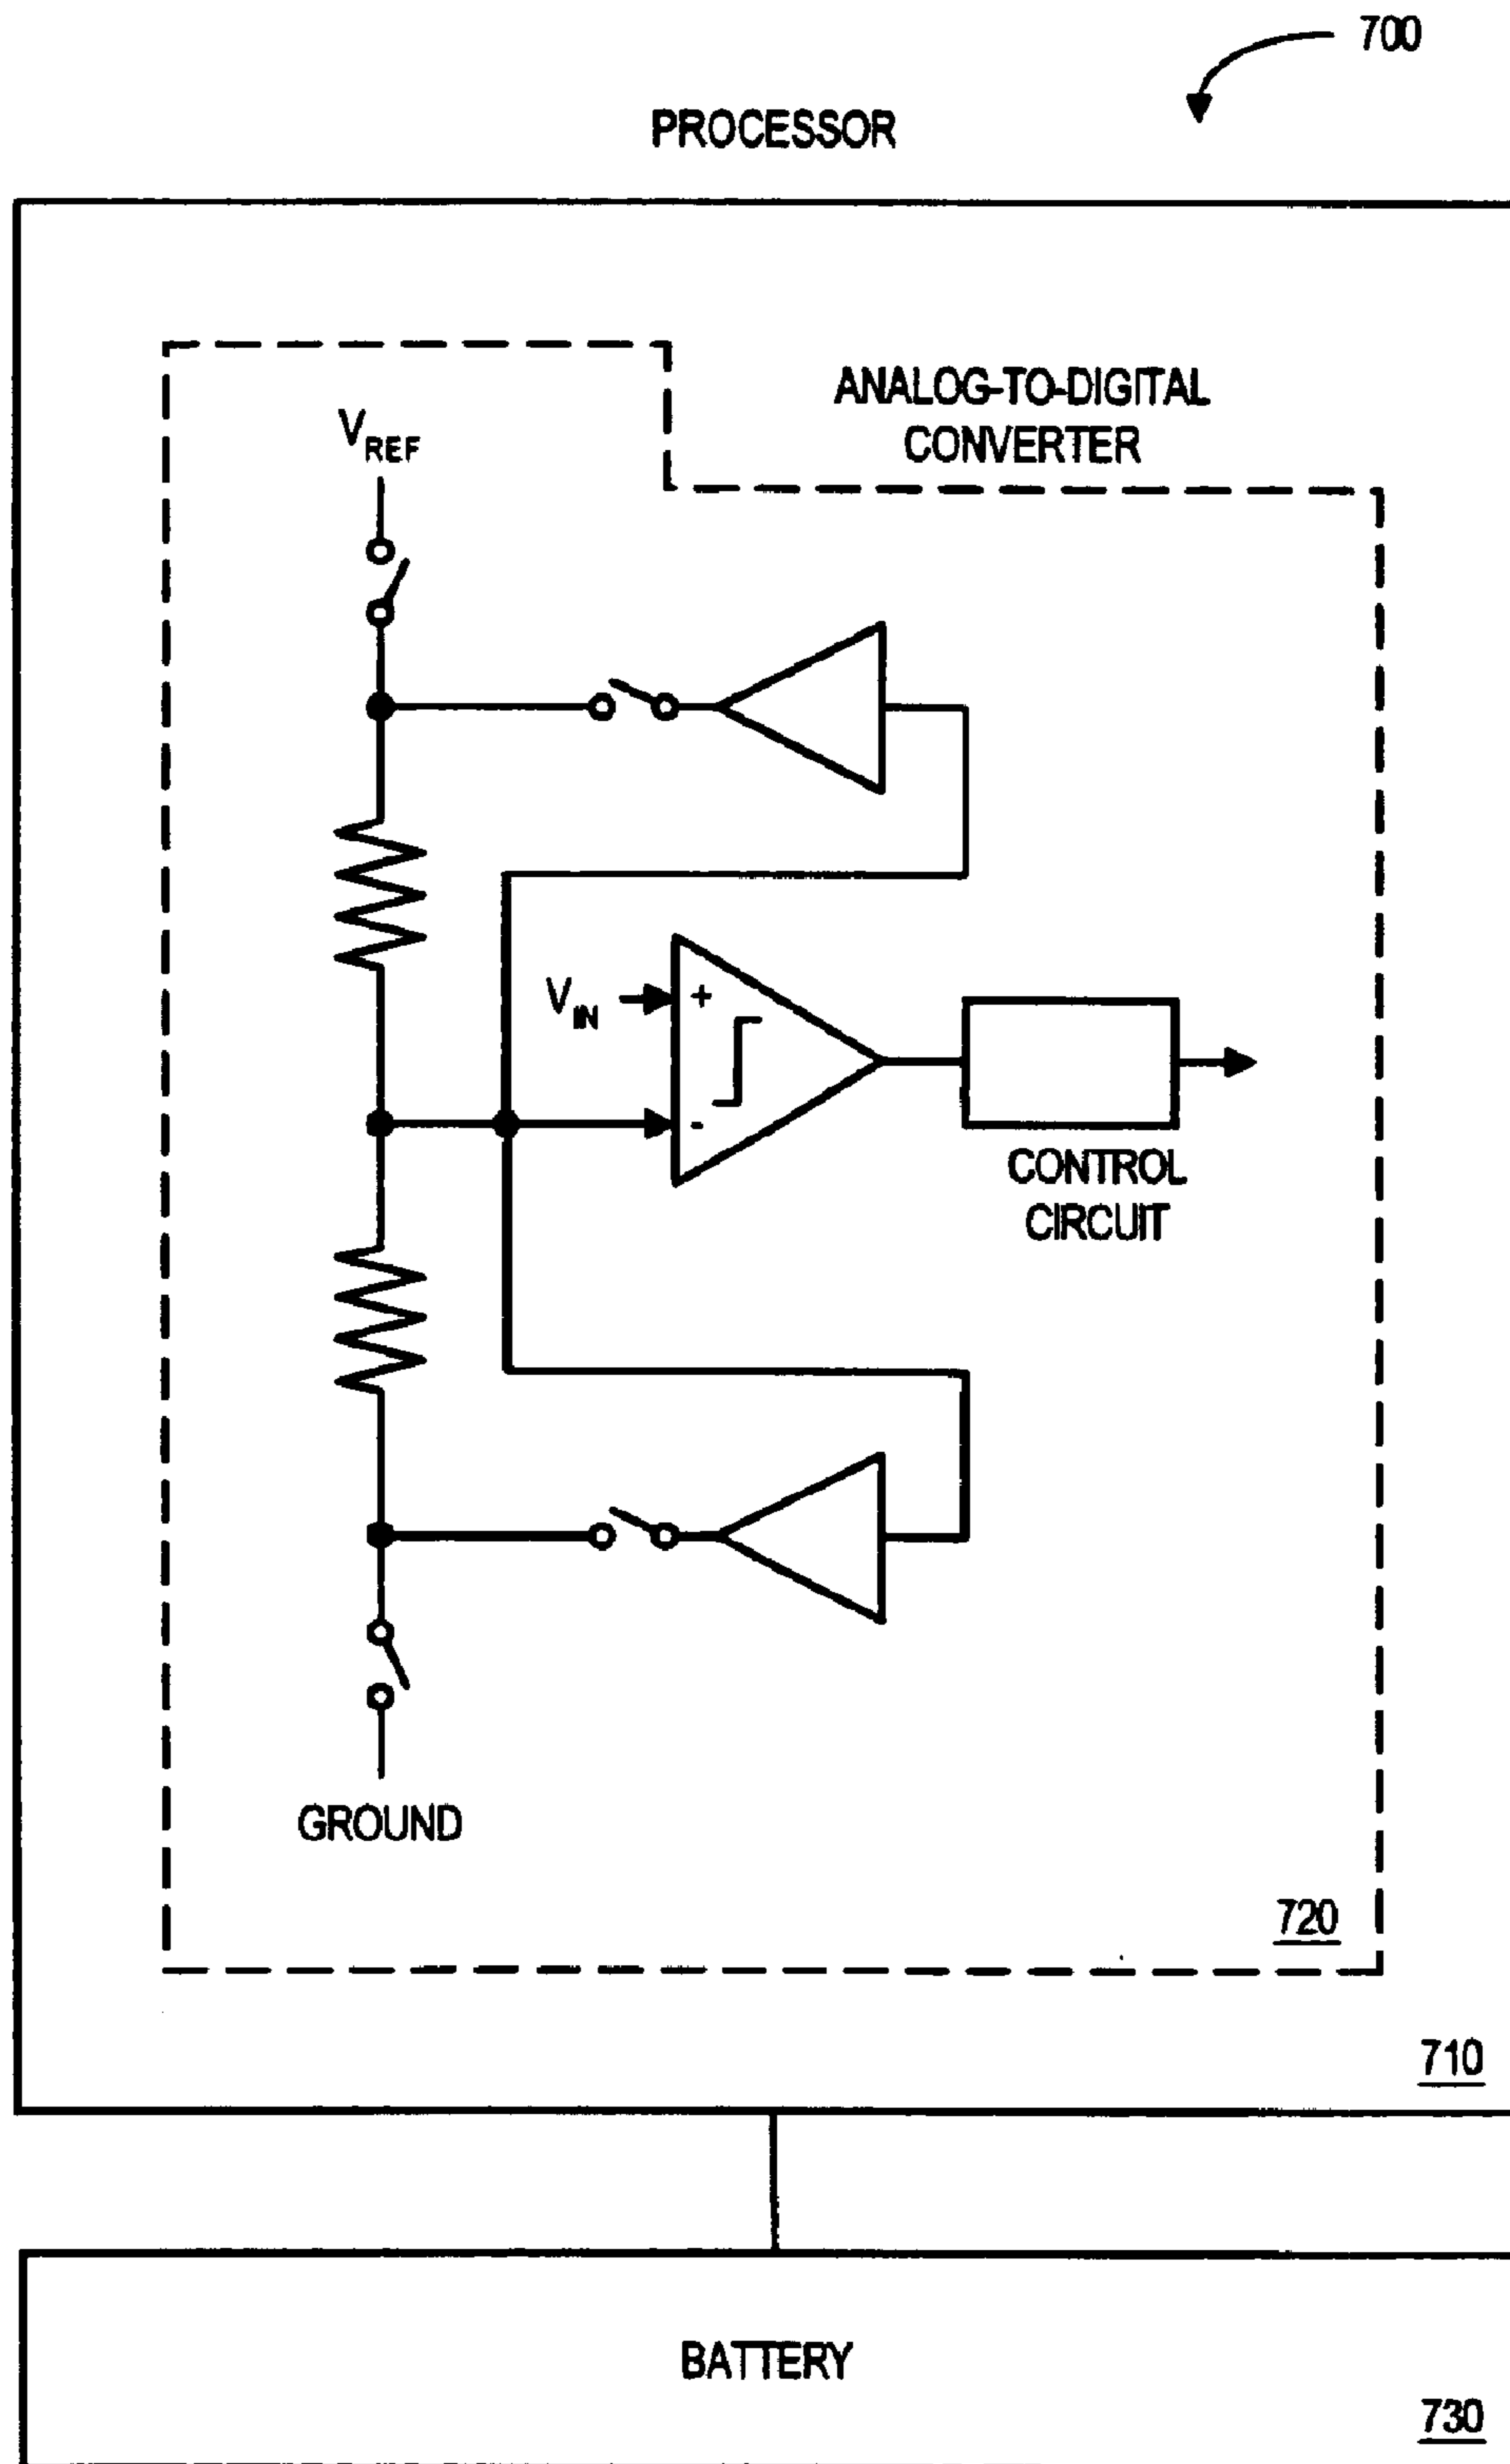 700
PROCESSOR
ANALOG-TO-DIGITAL
CONVERTER
VREF
VIN
+
-
CONTROL
CIRCUIT
GROUND
720
710
BATTERY
730